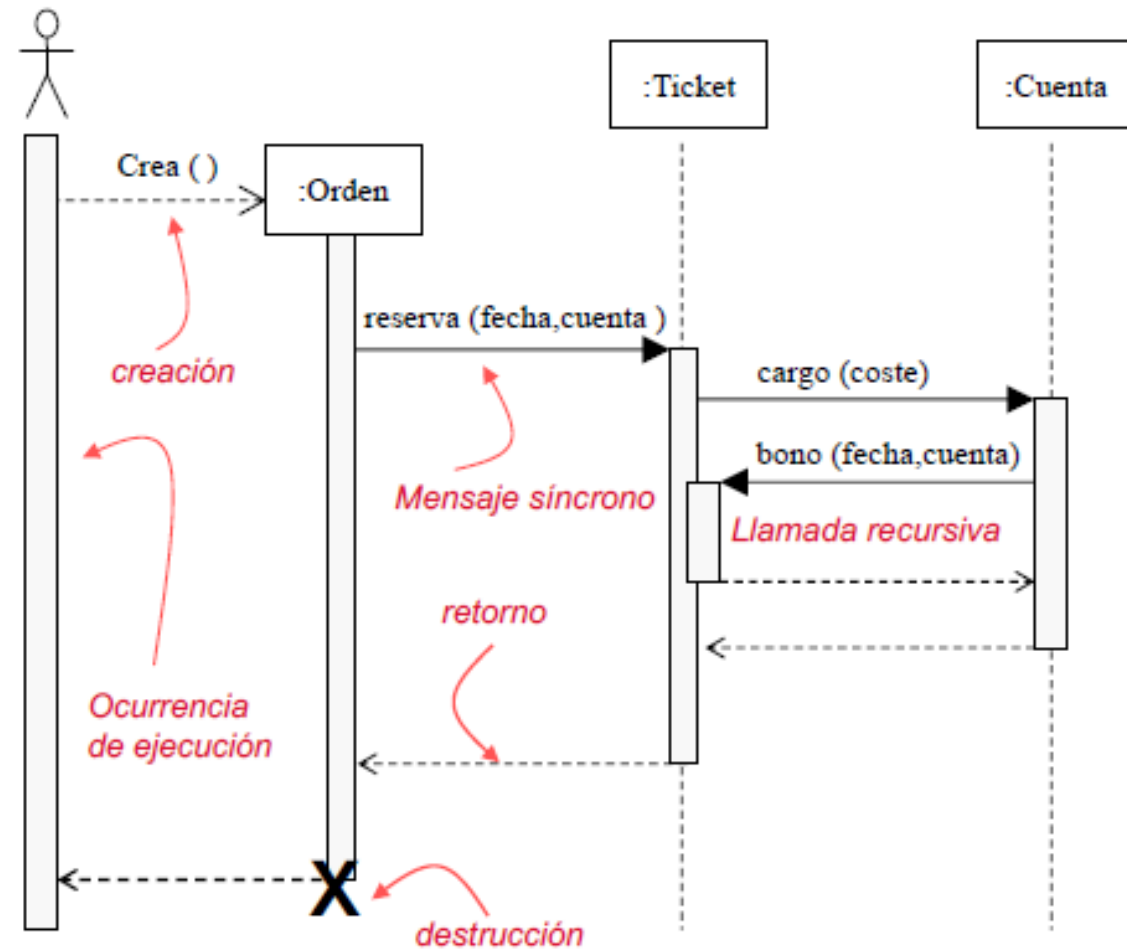 :Ticket
:Cuenta
Crea ( )
:Orden
reserva (fecha,cuenta )
creación
cargo (coste)
bono (fecha,cuenta)
Mensaje síncrono
Llamada recursiva
retorno
Ocurrencia
de ejecución
X
destrucción